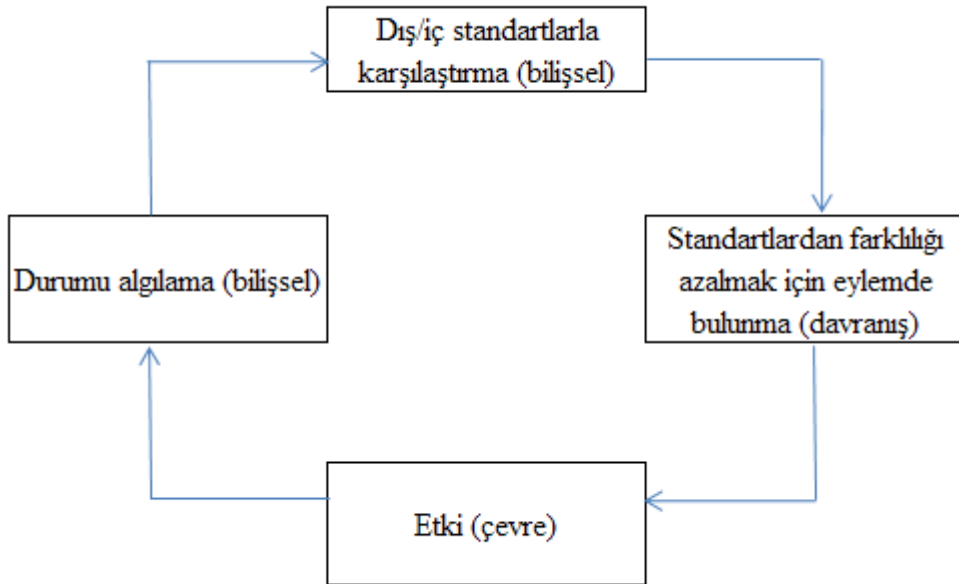 Dış/iç standartlarla
karşılaştırma (bilişsel)
Durumu algılama (bilişsel)
Standartlardan farklılığı
azalmak için eylemde
bulunma (davranış)
Etki (çevre)